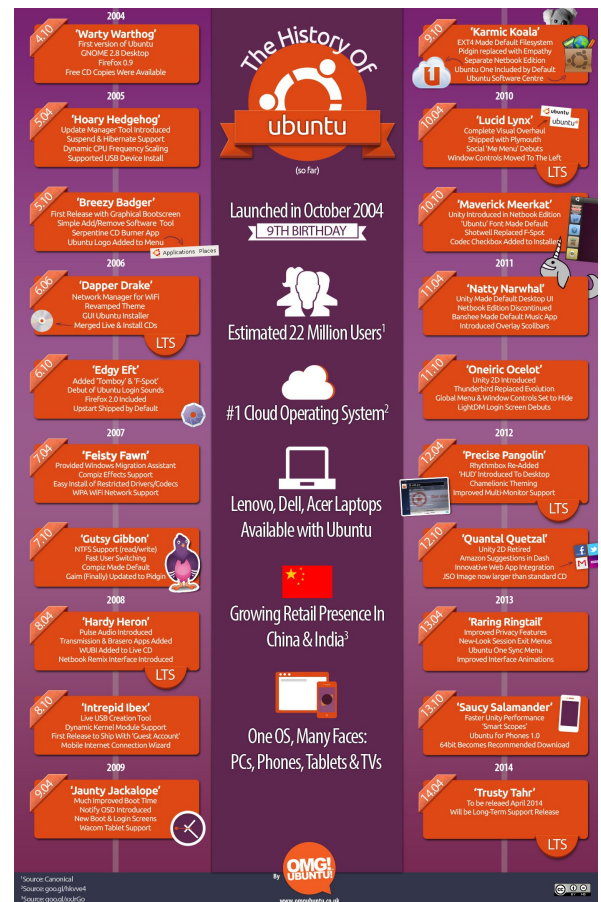 2004
4.10
'Warty Warthog'
First version of Ubuntu
GNOME 2.8 Desktop
Firefox 0.9
Free CD Copies Were Available
2005
5.04
'Hoary Hedgehog'
Update Manager Tool Introduced
Suspend & Hibernate Support
Dynamic CPU Frequency Scaling
Supported USB Device Install
5.10
'Breezy Badger'
First Release with Graphical Bootscreen
Simple Add/Remove Software Tool
Serpentine CD Burner App
Ubuntu Logo Added to Menu
Applications Places
2006
6.06
'Dapper Drake'
Network Manager for WiFi
Revamped Theme
GUI Ubuntu Installer
Merged Live & Install CDs
LTS
6.10
'Edgy Eft'
Added 'Tomboy' & 'F-Spot'
Debut of Ubuntu Login Sounds
Firefox 2.0 Included
Upstart Shipped by Default
2007
7.04
'Feisty Fawn'
Provided Windows Migration Assistant
Compiz Effects Support
Easy Install of Restricted Drivers/Codecs
WPA WiFi Network Support
7.10
'Gutsy Gibbon'
NTFS Support (read/write)
Fast User Switching
Compiz Made Default
Gaim (Finally) Updated to Pidgin
2008
8.04
'Hardy Heron'
Pulse Audio Introduced
Transmission & Brasero Apps Added
WUBI Added to Live CD
Netbook Remix Interface Introduced
LTS
8.10
'Intrepid Ibex'
Live USB Creation Tool
Dynamic Kernel Module Support
First Release to Ship With 'Guest Account'
Mobile Internet Connection Wizard
2009
9.04
'Jaunty Jackalope'
Much Improved Boot Time
Notify OSD Introduced
New Boot & Login Screens
Wacom Tablet Support
The History Of
ubuntu
(so far)
Launched in October 2004
9TH BIRTHDAY
Estimated 22 Million Users1
#1 Cloud Operating System2
Lenovo, Dell, Acer Laptops
Available with Ubuntu
Growing Retail Presence In
China & India3
One OS, Many Faces:
PCs, Phones, Tablets & TVs
By
OMG!
UBUNTU!
www.omgubuntu.co.uk
9.10
'Karmic Koala'
EXT4 Made Default Filesystem
Pidgin replaced with Empathy
Separate Netbook Edition
Ubuntu One Included by Default
Ubuntu Software Centre
2010
10.04
'Lucid Lynx'
Complete Visual Overhaul
Shipped with Plymouth
Social 'Me Menu' Debuts
Window Controls Moved To The Left
ubuntu
ubuntu
LTS
10.10
'Maverick Meerkat'
Unity Introduced in Netbook Edition
'Ubuntu' Font Made Default
Shotwell Replaced F-Spot
Codec Checkbox Added to Installer
2011
11.04
'Natty Narwhal'
Unity Made Default Desktop UI
Netbook Edition Discontinued
Banshee Made Default Music App
Introduced Overlay Scollbars
11.10
'Oneiric Ocelot'
Unity 2D Introduced
Thunderbird Replaced Evolution
Global Menu & Window Controls Set to Hide
LightDM Login Screen Debuts
2012
12.04
'Precise Pangolin'
Rhythmbox Re-Added
'HUD' Introduced To Desktop
Chamelionic Theming
Improved Multi-Monitor Support
LTS
12.10
'Quantal Quetzal'
Unity 2D Retired
Amazon Suggestions in Dash
Innovative Web App Integration
JSO Image now larger than standard CD
2013
13.04
'Raring Ringtail'
Improved Privacy Features
New-Look Session Exit Menus
Ubuntu One Sync Menu
Improved Interface Animations
13.10
'Saucy Salamander'
Faster Unity Performance
'Smart Scopes'
Ubuntu for Phones 1.0
64bit Becomes Recommended Download
2014
14.04
'Trusty Tahr'
To be releaed April 2014
Will be Long-Term Support Release
LTS
1Source: Canonical
2Source: goo.gl/hkvve4
3Source: goo.gl/oxJrGo